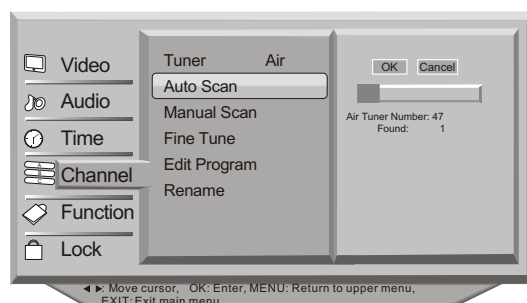 Video
Audio
Time
Channel
Function
Lock
Tuner Air
Auto Scan
Manual Scan
Fine Tune
Edit Program
Rename
OK Cancel
Air Tuner Number: 47
Found: 1
◄ ►: Move cursor, OK: Enter, MENU: Return to upper menu,
EXIT: Exit main menu